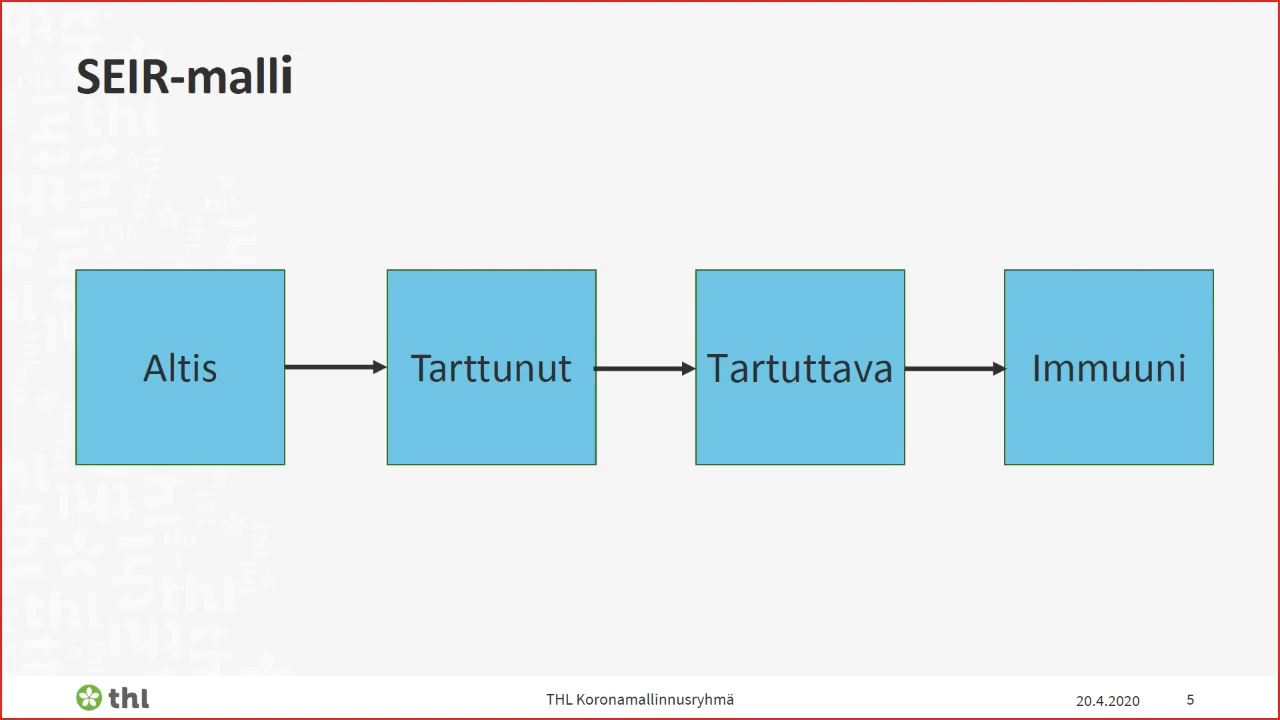 SEIR-malli
Altis
Tarttunut
Tartuttava
Immuuni
thl
THL Koronamallinnusryhmä
20.4.2020
5